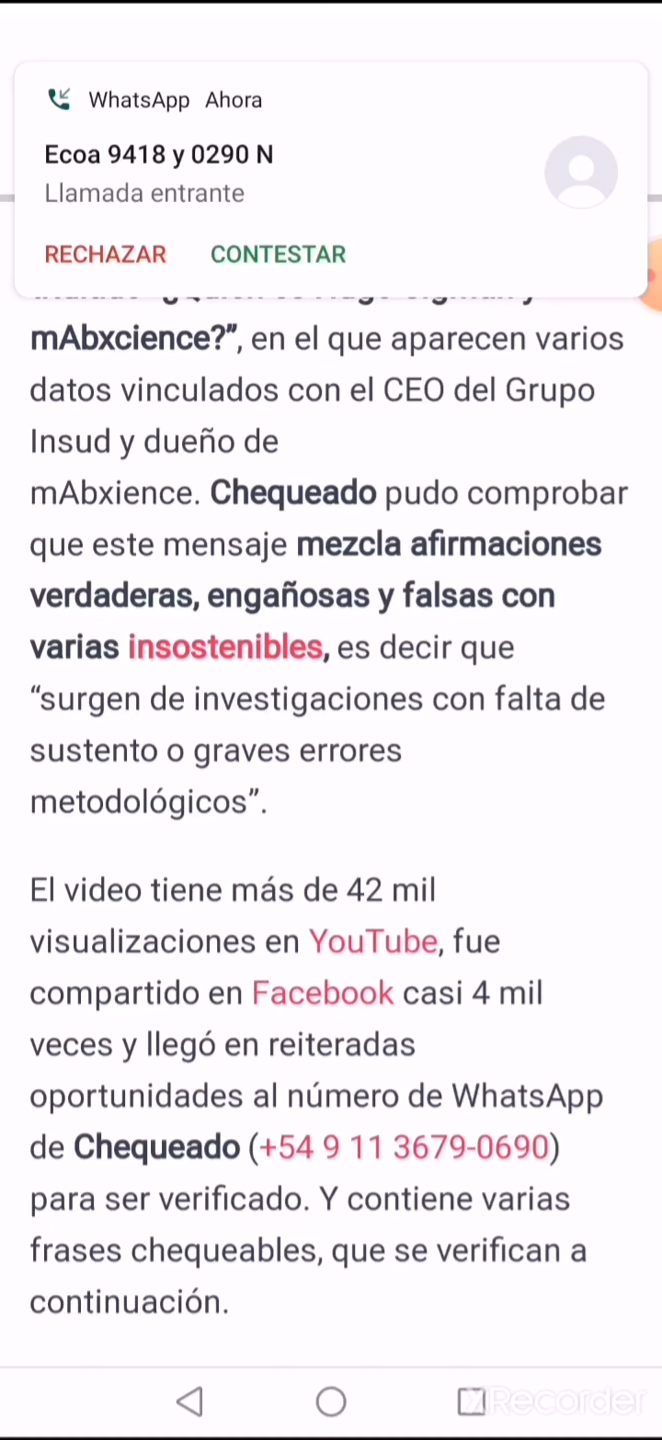 WhatsApp Ahora
Ecoa 9418 y 0290 N
Llamada entrante
RECHAZAR CONTESTAR
mAbxcience?”, en el que aparecen varios
datos vinculados con el CEO del Grupo
Insud y dueño de
mAbxience. Chequeado pudo comprobar
que este mensaje mezcla afirmaciones
verdaderas, engañosas y falsas con
varias insostenibles, es decir que
“surgen de investigaciones con falta de
sustento o graves errores
metodológicos”.
El video tiene más de 42 mil
visualizaciones en YouTube, fue
compartido en Facebook casi 4 mil
veces y llegó en reiteradas
oportunidades al número de WhatsApp
de Chequeado (+54 9 11 3679-0690)
para ser verificado. Y contiene varias
frases chequeables, que se verifican a
continuación.
Recorder